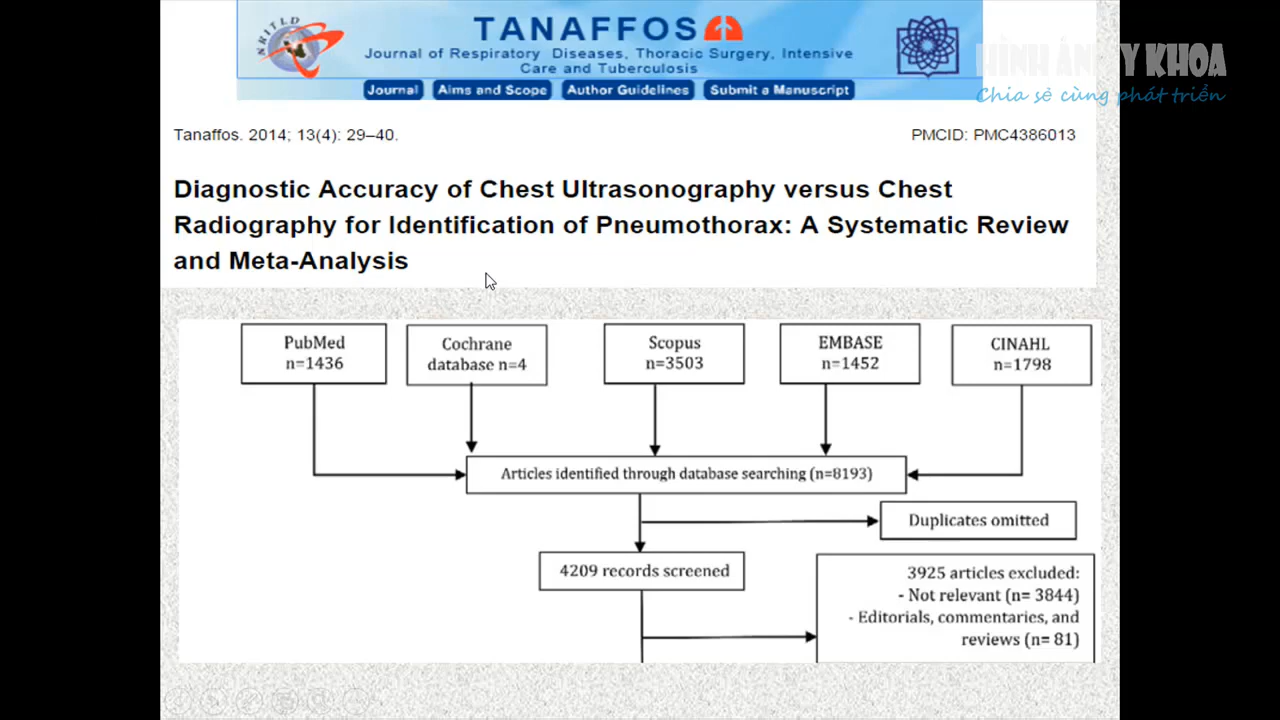 NRITLD
TANAFFOS
Journal of Respiratory Diseases, Thoracic Surgery, Intensive
Care and Tuberculosis
Journal
Aims and Scope
Author Guidelines
Submit a Manuscript
HÌNH ẢNH Y KHOA
Chia sẻ cùng phát triển
Tanaffos. 2014; 13(4): 29–40.
PMCID: PMC4386013
Diagnostic Accuracy of Chest Ultrasonography versus Chest
Radiography for Identification of Pneumothorax: A Systematic Review
and Meta-Analysis
PubMed
n=1436
Cochrane
database n=4
Scopus
n=3503
EMBASE
n=1452
CINAHL
n=1798
Articles identified through database searching (n=8193)
Duplicates omitted
4209 records screened
3925 articles excluded:
- Not relevant (n= 3844)
- Editorials, commentaries, and
reviews (n= 81)